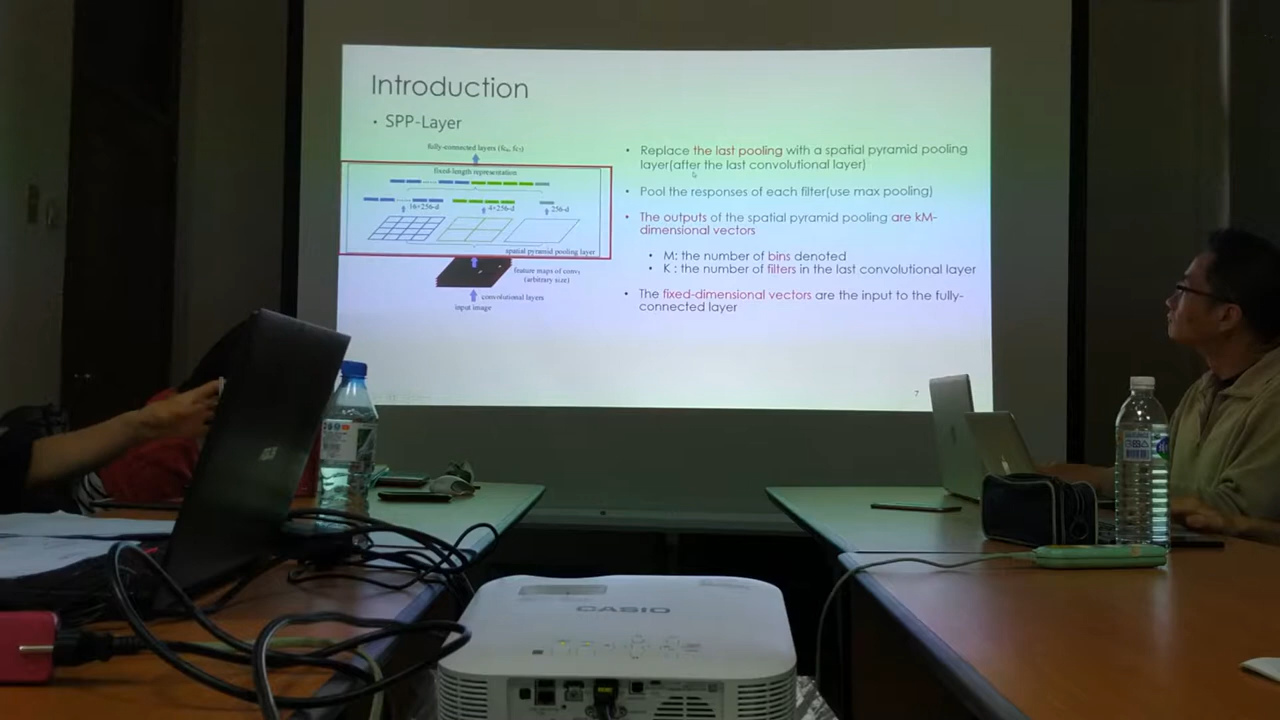 Introduction
• SPP-Layer
fully-connected layers (fc₆, fc₇)
fixed-length representation
16×256-d
4×256-d
256-d
spatial pyramid pooling layer
feature maps of conv₅
(arbitrary size)
convolutional layers
input image
• Replace the last pooling with a spatial pyramid pooling
layer(after the last convolutional layer)
• Pool the responses of each filter(use max pooling)
• The outputs of the spatial pyramid pooling are kM-
dimensional vectors
• M: the number of bins denoted
• K : the number of filters in the last convolutional layer
• The fixed-dimensional vectors are the input to the fully-
connected layer
7
CASIO